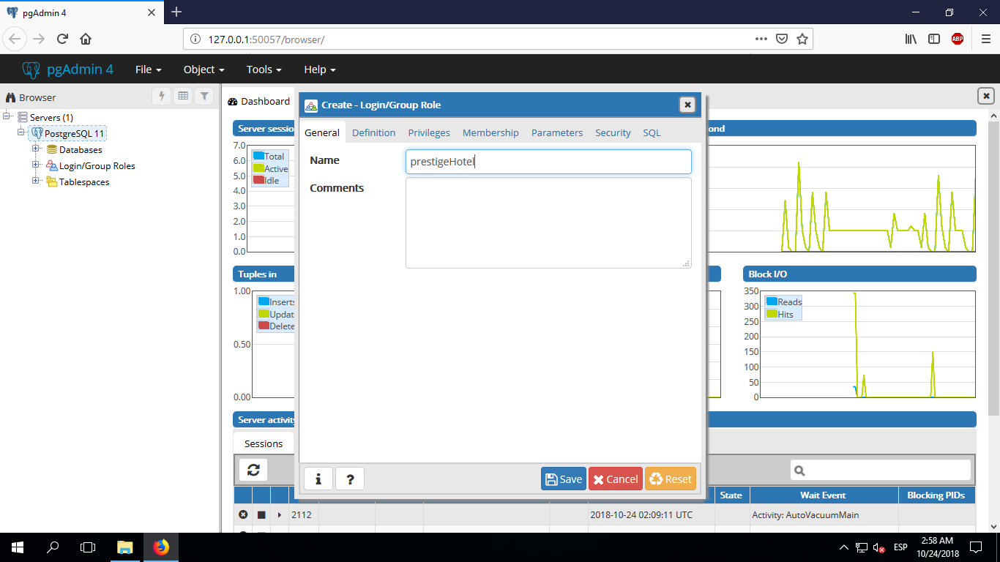 pgAdmin 4
127.0.0.1:50057/browser/
ABP
pgAdmin 4 File Object Tools Help
Browser
Servers (1)
PostgreSQL 11
Databases
Login/Group Roles
Tablespaces
Dashboard
Create - Login/Group Role
General Definition Privileges Membership Parameters Security SQL
Name prestigeHotel
Comments
i ? Save Cancel Reset
Server sessio
ond
7.0
6.0
5.0
4.0
3.0
2.0
1.0
0.0
Total
Active
Idle
Tuples in
1.00
0.50
0.00
Inserts
Updat
Delete
Block I/O
350
300
250
200
150
100
50
0
Reads
Hits
Server activity
Sessions
State Wait Event Blocking PIDs
2112 2018-10-24 02:09:11 UTC Activity: AutoVacuumMain
ESP
2:58 AM
10/24/2018